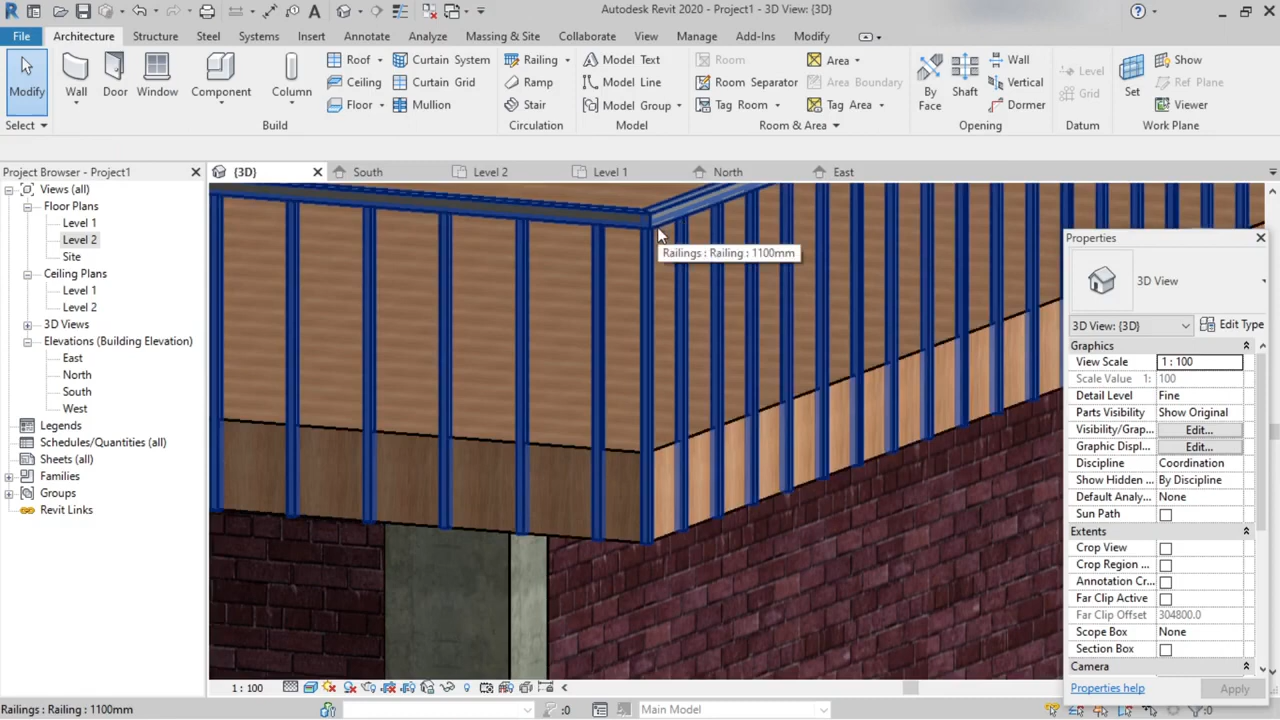 Autodesk Revit 2020 - Project1 - 3D View: {3D}
File Architecture Structure Steel Systems Insert Annotate Analyze Massing & Site Collaborate View Manage Add-Ins Modify
Modify
Wall
Door
Window
Component
Column
Roof
Ceiling
Floor
Curtain System
Curtain Grid
Mullion
Railing
Ramp
Stair
Model Text
Model Line
Model Group
Room
Room Separator
Tag Room
Area
Area Boundary
Tag Area
By
Face
Shaft
Wall
Vertical
Dormer
Level
Grid
Set
Show
Ref Plane
Viewer
Select Build Circulation Model Room & Area Opening Datum Work Plane
Project Browser - Project1
{3D} South Level 2 Level 1 North East
Views (all)
Floor Plans
Level 1
Level 2
Site
Ceiling Plans
Level 1
Level 2
3D Views
Elevations (Building Elevation)
East
North
South
West
Legends
Schedules/Quantities (all)
Sheets (all)
Families
Groups
Revit Links
Railings : Railing : 1100mm
Properties
3D View
3D View: {3D} Edit Type
Graphics
View Scale 1 : 100
Scale Value 1: 100
Detail Level Fine
Parts Visibility Show Original
Visibility/Grap... Edit...
Graphic Displ... Edit...
Discipline Coordination
Show Hidden ... By Discipline
Default Analy... None
Sun Path
Extents
Crop View
Crop Region ...
Annotation Cr...
Far Clip Active
Far Clip Offset 304800.0
Scope Box None
Section Box
Camera
Properties help Apply
1 : 100
Railings : Railing : 1100mm :0 Main Model :0